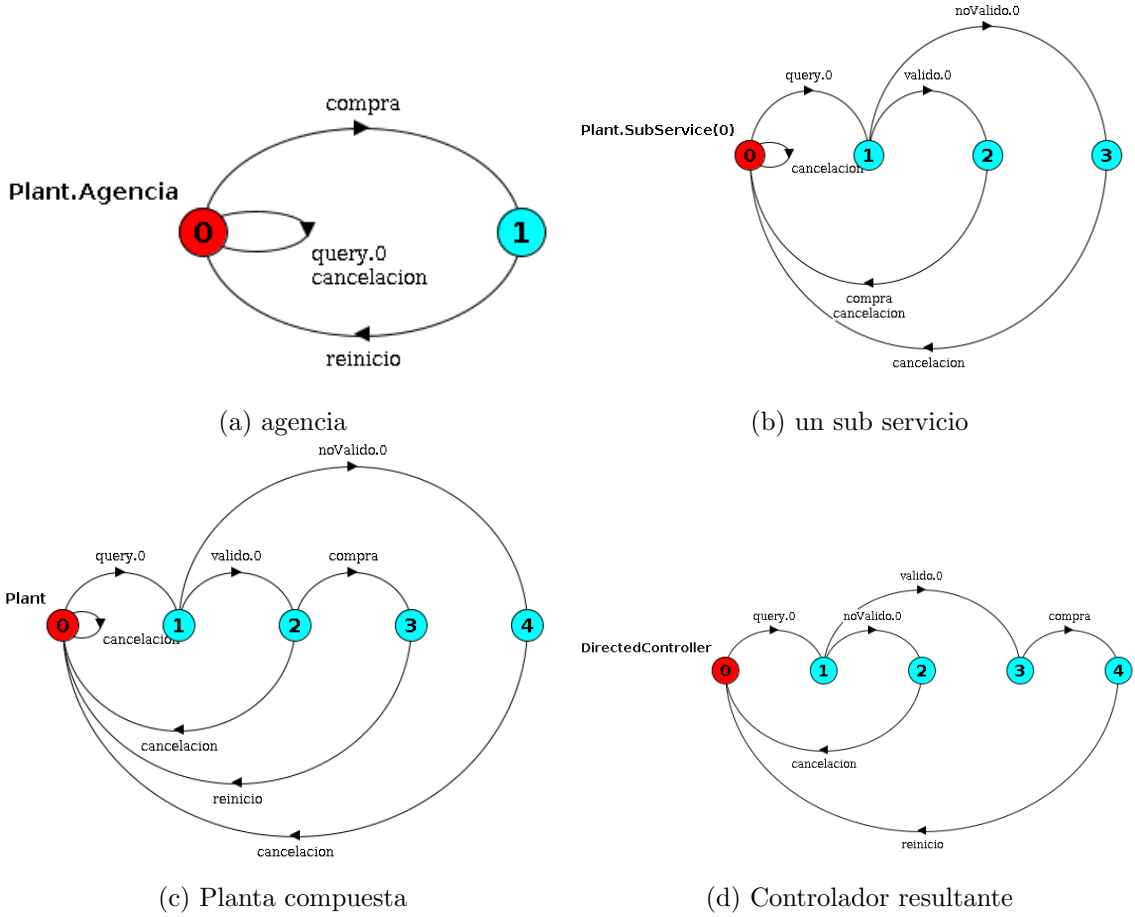 compra
Plant.Agencia
0
1
query.0
cancelacion
reinicio
(a) agencia
noValido.0
query.0
valido.0
Plant.SubService(0)
0
1
2
3
cancelacion
compra
cancelacion
cancelacion
(b) un sub servicio
noValido.0
query.0
valido.0
compra
Plant
0
1
2
3
4
cancelacion
cancelacion
reinicio
cancelacion
(c) Planta compuesta
valido.0
query.0
noValido.0
compra
DirectedController
0
1
2
3
4
cancelacion
reinicio
(d) Controlador resultante